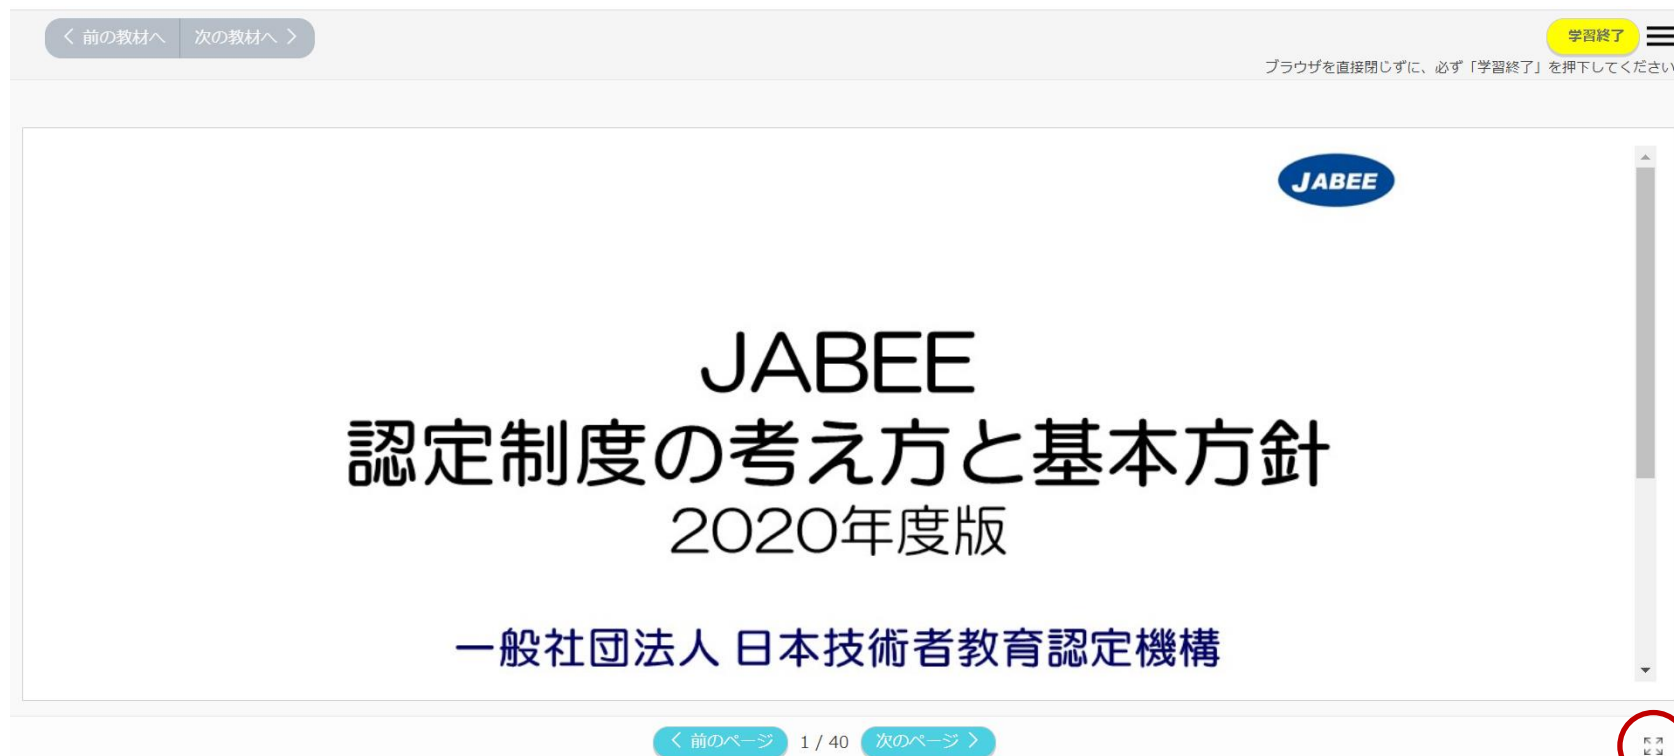 < 前の教材へ 次の教材へ >
学習終了
ブラウザを直接閉じずに、必ず「学習終了」を押下してください
JABEE
JABEE
認定制度の考え方と基本方針
2020年度版
一般社団法人 日本技術者教育認定機構
< 前のページ 1 / 40 次のページ >